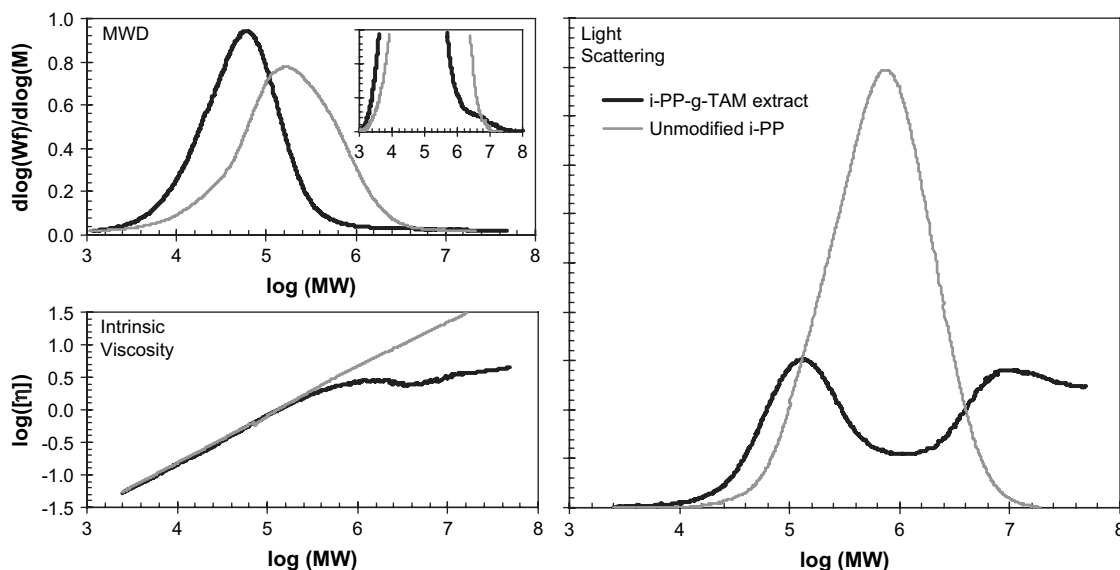 MWD
dlog(Wf)/dlog(M)
1.0
0.8
0.6
0.4
0.2
0.0
3 4 5 6 7 8
3 4 5 6 7 8
log (MW)
Intrinsic
Viscosity
log([η])
1.5
1.0
0.5
0.0
-0.5
-1.0
-1.5
3 4 5 6 7 8
log (MW)
Light
Scattering
i-PP-g-TAM extract
Unmodified i-PP
3 4 5 6 7 8
log (MW)